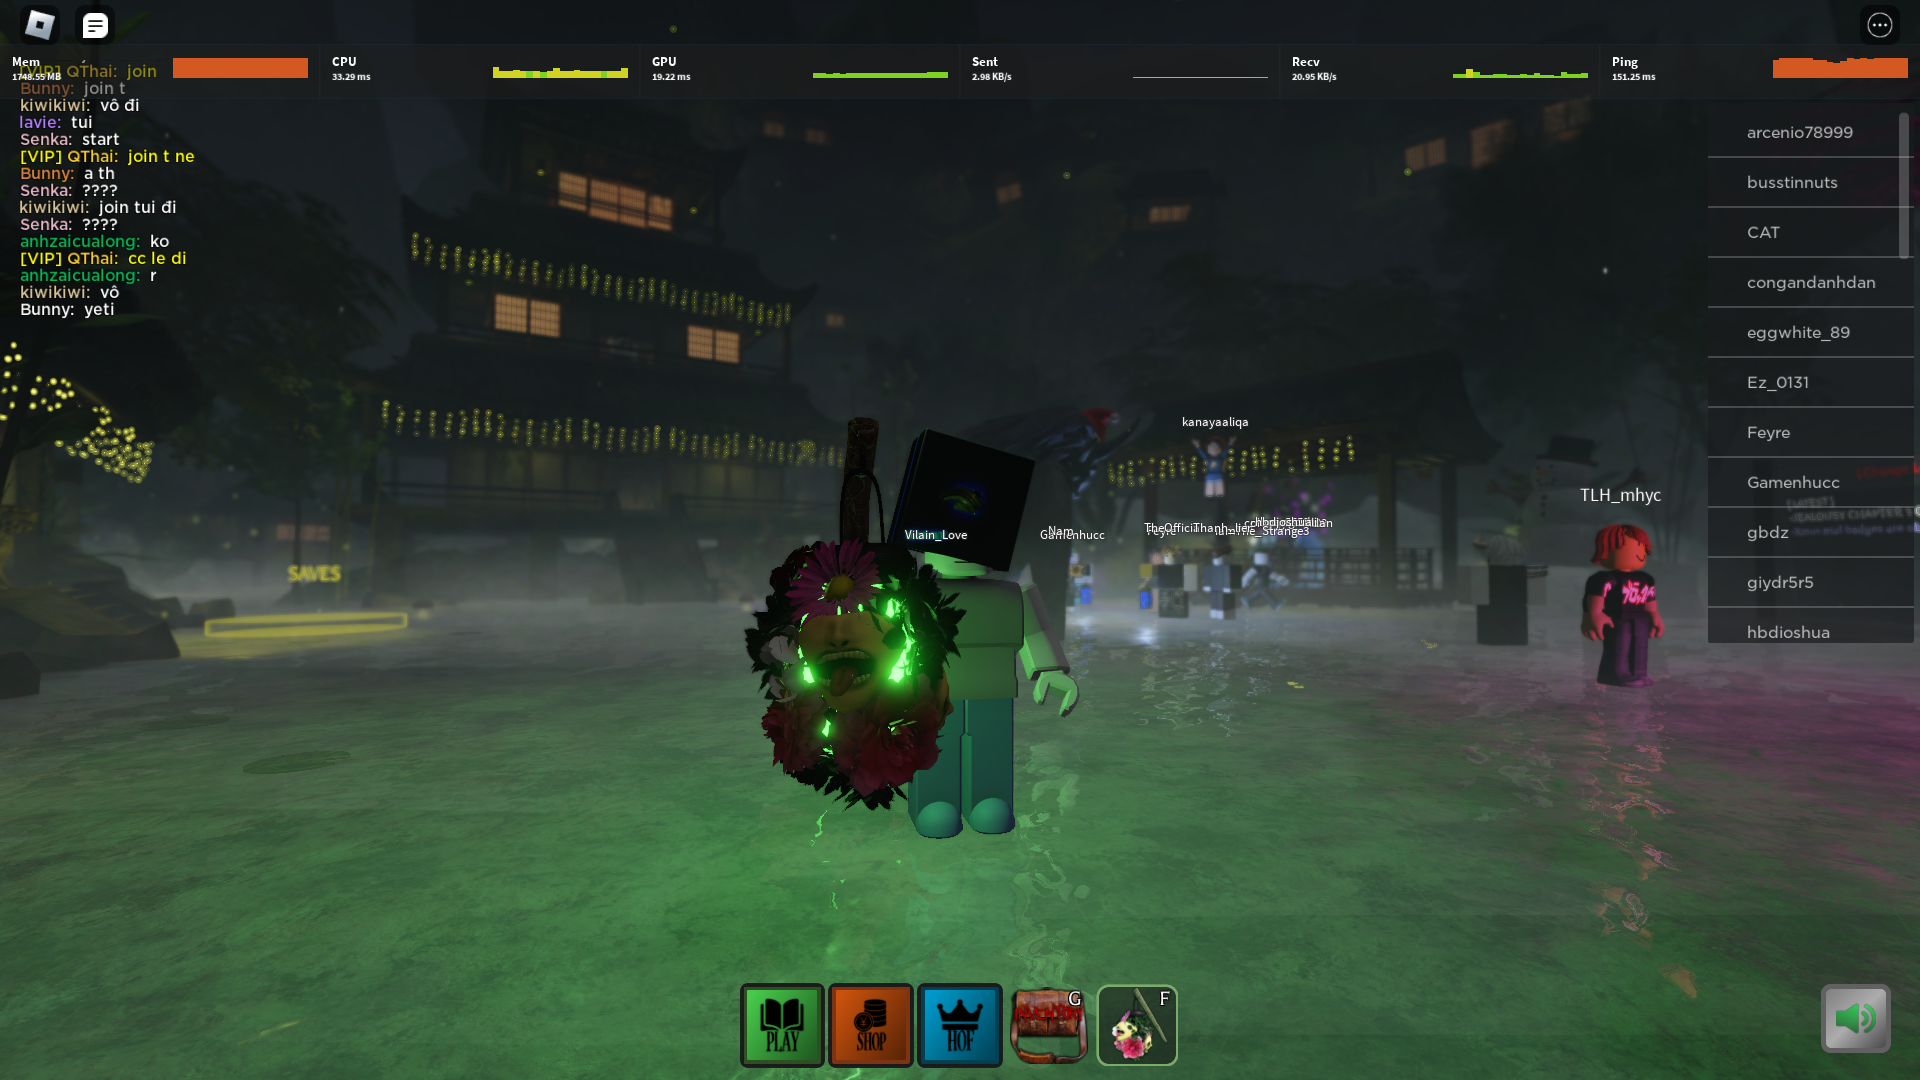 Mem
1748.55 MB
CPU
33.29 ms
GPU
19.22 ms
Sent
2.98 KB/s
Recv
20.95 KB/s
Ping
151.25 ms
[VIP] QThai: join
Bunny: join t
kiwikiwi: vô đi
lavie: tui
Senka: start
[VIP] QThai: join t ne
Bunny: a th
Senka: ????
kiwikiwi: join tui đi
Senka: ????
anhzaicualong: ko
[VIP] QThai: cc le di
anhzaicualong: r
kiwikiwi: vô
Bunny: yeti
arcenio78999
busstinnuts
CAT
congandanhdan
eggwhite_89
Ez_0131
Feyre
Gamenhucc
gbdz
giydr5r5
hbdioshua
kanayaaliqa
TLH_mhyc
Vilain_Love
Nam
Gamenhucc
SAVES
PLAY
SHOP
HOF
G
F